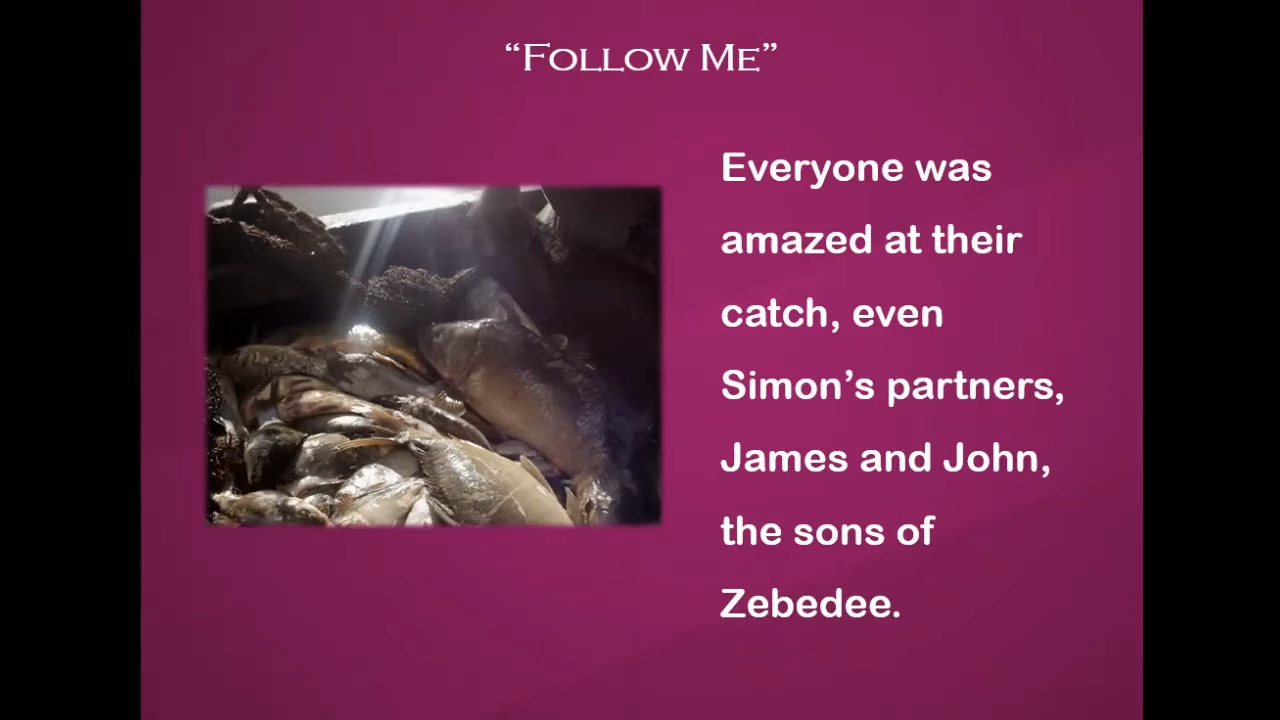 “Follow Me”
Everyone was
amazed at their
catch, even
Simon’s partners,
James and John,
the sons of
Zebedee.